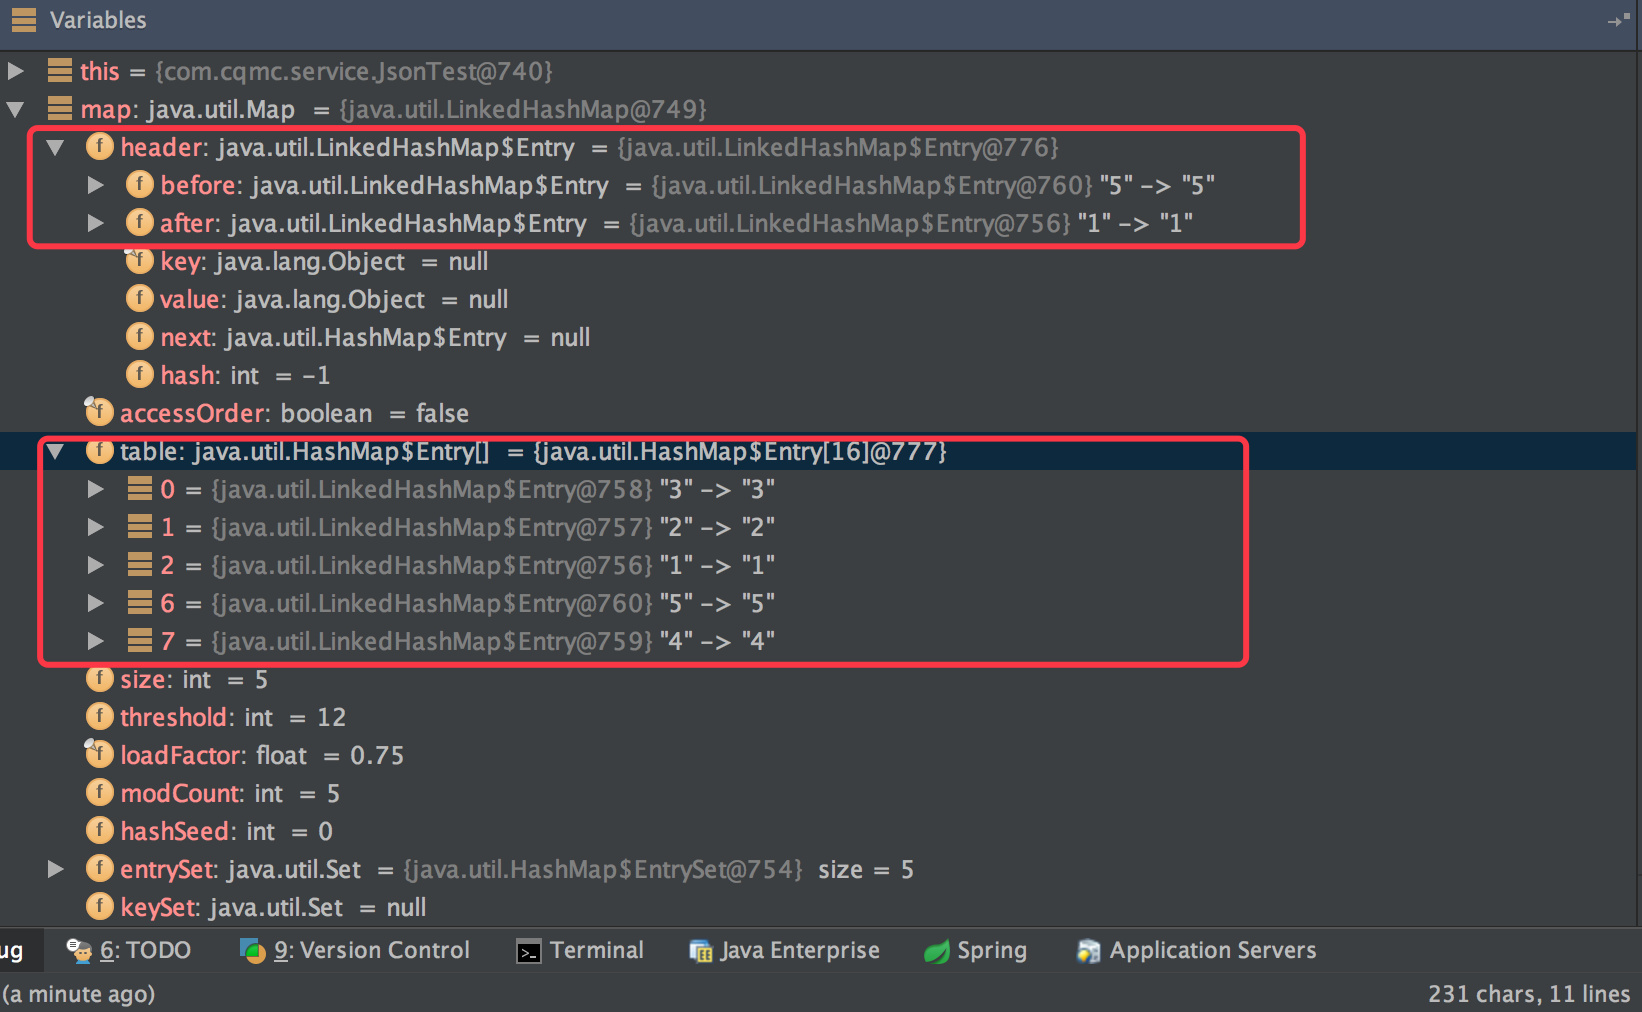 Variables
this = {com.cqmc.service.JsonTest@740}
map: java.util.Map = {java.util.LinkedHashMap@749}
f header: java.util.LinkedHashMap$Entry = {java.util.LinkedHashMap$Entry@776}
f before: java.util.LinkedHashMap$Entry = {java.util.LinkedHashMap$Entry@760} "5" -> "5"
f after: java.util.LinkedHashMap$Entry = {java.util.LinkedHashMap$Entry@756} "1" -> "1"
f key: java.lang.Object = null
f value: java.lang.Object = null
f next: java.util.HashMap$Entry = null
f hash: int = -1
f accessOrder: boolean = false
f table: java.util.HashMap$Entry[] = {java.util.HashMap$Entry[16]@777}
0 = {java.util.LinkedHashMap$Entry@758} "3" -> "3"
1 = {java.util.LinkedHashMap$Entry@757} "2" -> "2"
2 = {java.util.LinkedHashMap$Entry@756} "1" -> "1"
6 = {java.util.LinkedHashMap$Entry@760} "5" -> "5"
7 = {java.util.LinkedHashMap$Entry@759} "4" -> "4"
f size: int = 5
f threshold: int = 12
f loadFactor: float = 0.75
f modCount: int = 5
f hashSeed: int = 0
f entrySet: java.util.Set = {java.util.HashMap$EntrySet@754} size = 5
f keySet: java.util.Set = null
ug 6: TODO 9: Version Control Terminal Java Enterprise Spring Application Servers
(a minute ago) 231 chars, 11 lines